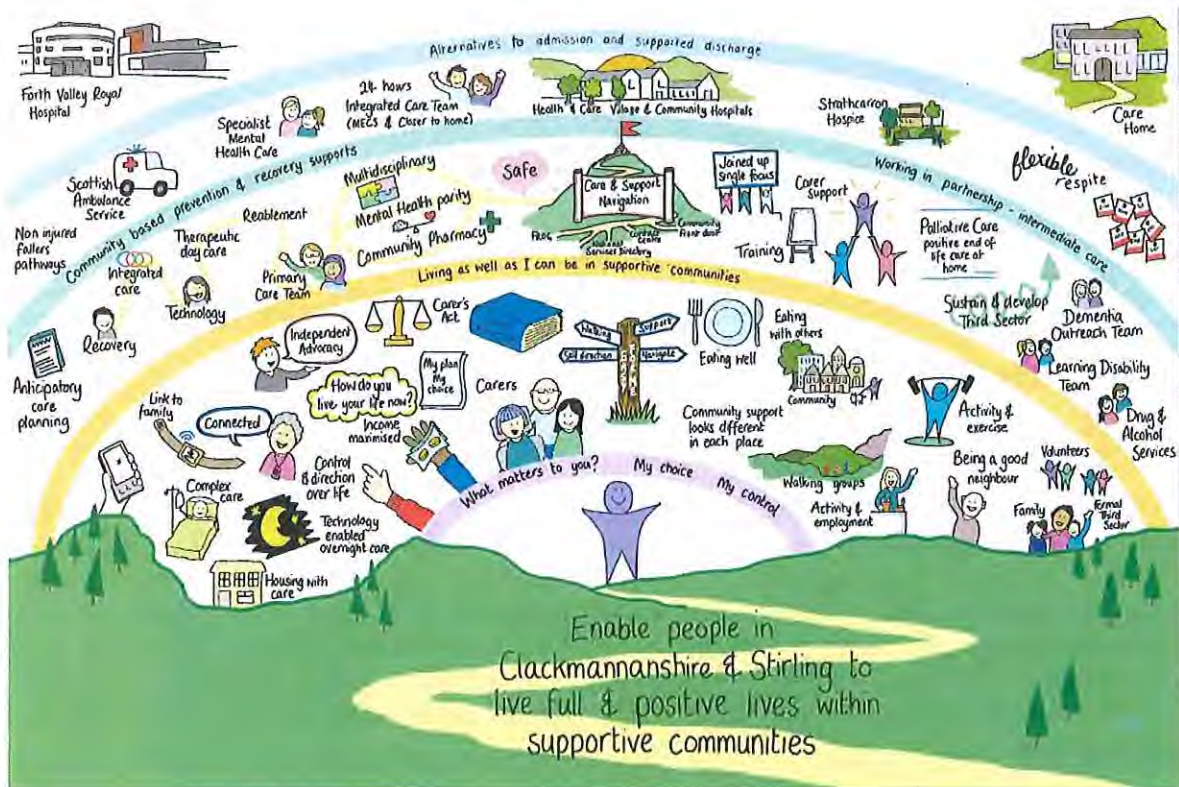 Alternatives to admission and supported discharge
Forth Valley Royal
Hospital
Specialist
Mental
Health Care
24 hours
Integrated Care Team
(MECS & Closer to home)
Health & Care Village & Community Hospitals
Strathcarron
Hospice
Care
Home
Scottish
Ambulance
Service
Community based prevention & recovery supports
Working in partnership - intermediate care
flexible
respite
Non injured
fallers'
pathways
Integrated
care
Therapeutic
day care
Reablement
Multidisciplinary
Mental Health parity
Community Pharmacy
Primary
Care Team
Technology
Recovery
Anticipatory
care
planning
Safe
Care & Support
Navigation
Services Directory
Centre
Community
Front door
Joined up
single focus
Training
Carer
Support
Palliative Care
positive end of
life care at
home
Sustain & develop
Third Sector
Dementia
Outreach Team
Learning Disability
Team
Drug &
Alcohol
Services
Living as well as I can be in supportive communities
Independent
Advocacy
Carer's
Act
My plan
My
choice
How do you
live your life now?
Income
maximised
Carers
Link to
family
Connected
Control
& direction
over life
Complex
care
Technology
enabled
overnight care
Housing with
care
Walking
Support
Self direction
Navigate
Eating well
Eating
with others
Community
Community support
looks different
in each place
Walking groups
Activity &
employment
Activity &
exercise
Being a good
neighbour
Volunteers
Family
Formal
Third
Sector
What matters to you?
My choice
My control
Enable people in
Clackmannanshire & Stirling to
live full & positive lives within
supportive communities